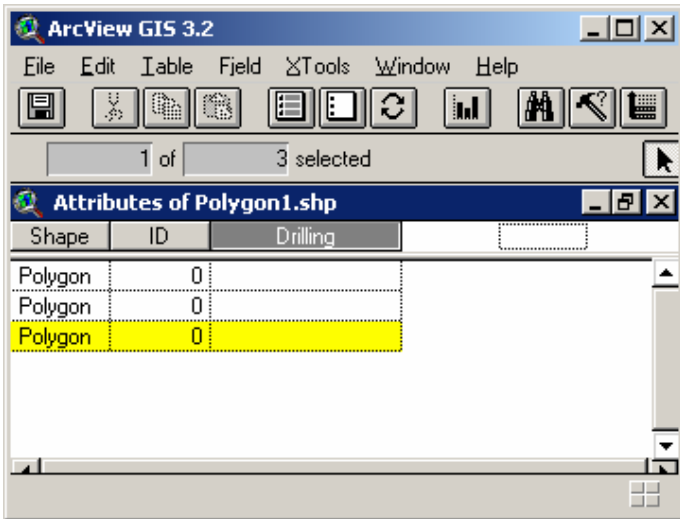 ArcView GIS 3.2
File Edit Table Field XTools Window Help
1 of 3 selected
Attributes of Polygon1.shp
Shape ID Drilling
Polygon 0
Polygon 0
Polygon 0